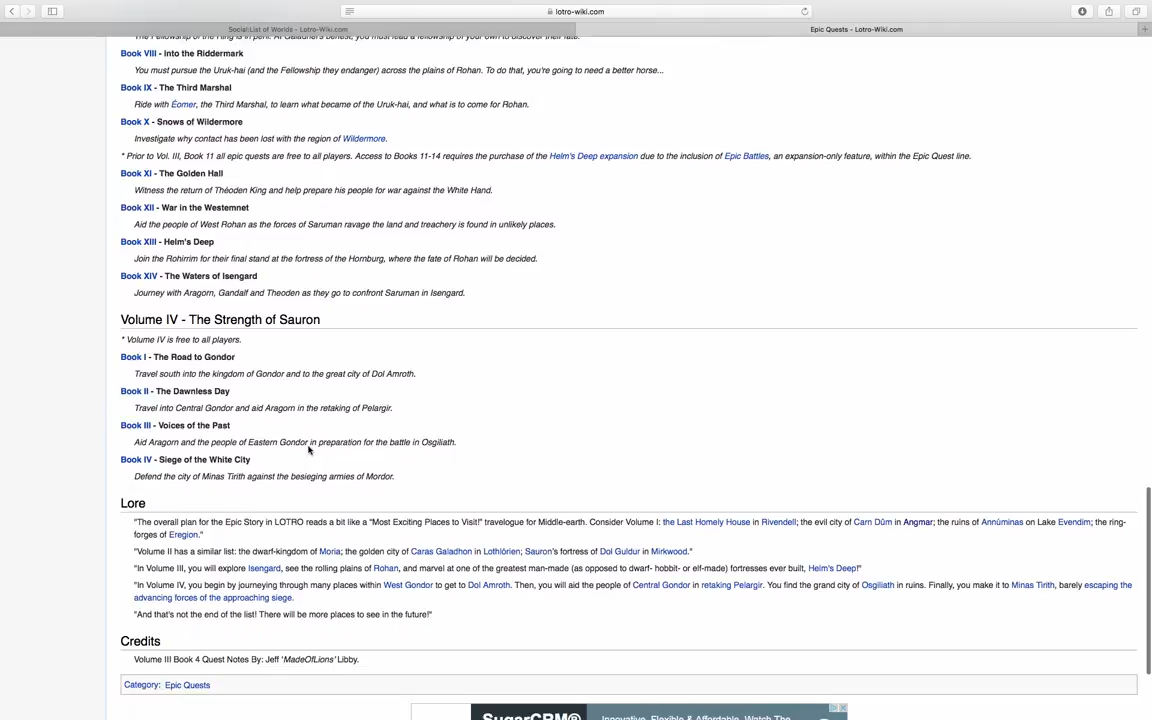 lotro-wiki.com
Social:List of Worlds - Lotro-Wiki.com
Epic Quests - Lotro-Wiki.com
Book VIII - Into the Riddermark
You must pursue the Uruk-hai (and the Fellowship they endanger) across the plains of Rohan. To do that, you're going to need a better horse...
Book IX - The Third Marshal
Ride with Éomer, the Third Marshal, to learn what became of the Uruk-hai, and what is to come for Rohan.
Book X - Snows of Wildermore
Investigate why contact has been lost with the region of Wildermore.
* Prior to Vol. III, Book 11 all epic quests are free to all players. Access to Books 11-14 requires the purchase of the Helm's Deep expansion due to the inclusion of Epic Battles, an expansion-only feature, within the Epic Quest line.
Book XI - The Golden Hall
Witness the return of Théoden King and help prepare his people for war against the White Hand.
Book XII - War in the Westemnet
Aid the people of West Rohan as the forces of Saruman ravage the land and treachery is found in unlikely places.
Book XIII - Helm's Deep
Join the Rohirrim for their final stand at the fortress of the Hornburg, where the fate of Rohan will be decided.
Book XIV - The Waters of Isengard
Journey with Aragorn, Gandalf and Theoden as they go to confront Saruman in Isengard.
Volume IV - The Strength of Sauron
* Volume IV is free to all players.
Book I - The Road to Gondor
Travel south into the kingdom of Gondor and to the great city of Dol Amroth.
Book II - The Dawnless Day
Travel into Central Gondor and aid Aragorn in the retaking of Pelargir.
Book III - Voices of the Past
Aid Aragorn and the people of Eastern Gondor in preparation for the battle in Osgiliath.
Book IV - Siege of the White City
Defend the city of Minas Tirith against the besieging armies of Mordor.
Lore
"The overall plan for the Epic Story in LOTRO reads a bit like a "Most Exciting Places to Visit!" travelogue for Middle-earth. Consider Volume I: the Last Homely House in Rivendell; the evil city of Carn Dûm in Angmar; the ruins of Annúminas on Lake Evendim; the ring-
forges of Eregion."
"Volume II has a similar list: the dwarf-kingdom of Moria; the golden city of Caras Galadhon in Lothlórien; Sauron's fortress of Dol Guldur in Mirkwood."
"In Volume III, you will explore Isengard, see the rolling plains of Rohan, and marvel at one of the greatest man-made (as opposed to dwarf- hobbit- or elf-made) fortresses ever built, Helm's Deep!"
"In Volume IV, you begin by journeying through many places within West Gondor to get to Dol Amroth. Then, you will aid the people of Central Gondor in retaking Pelargir. You find the grand city of Osgiliath in ruins. Finally, you make it to Minas Tirith, barely escaping the
advancing forces of the approaching siege.
"And that's not the end of the list! There will be more places to see in the future!"
Credits
Volume III Book 4 Quest Notes By: Jeff 'MadeOfLions' Libby.
Category: Epic Quests
SugarCRM® Innovative, Flexible & Affordable. Watch The